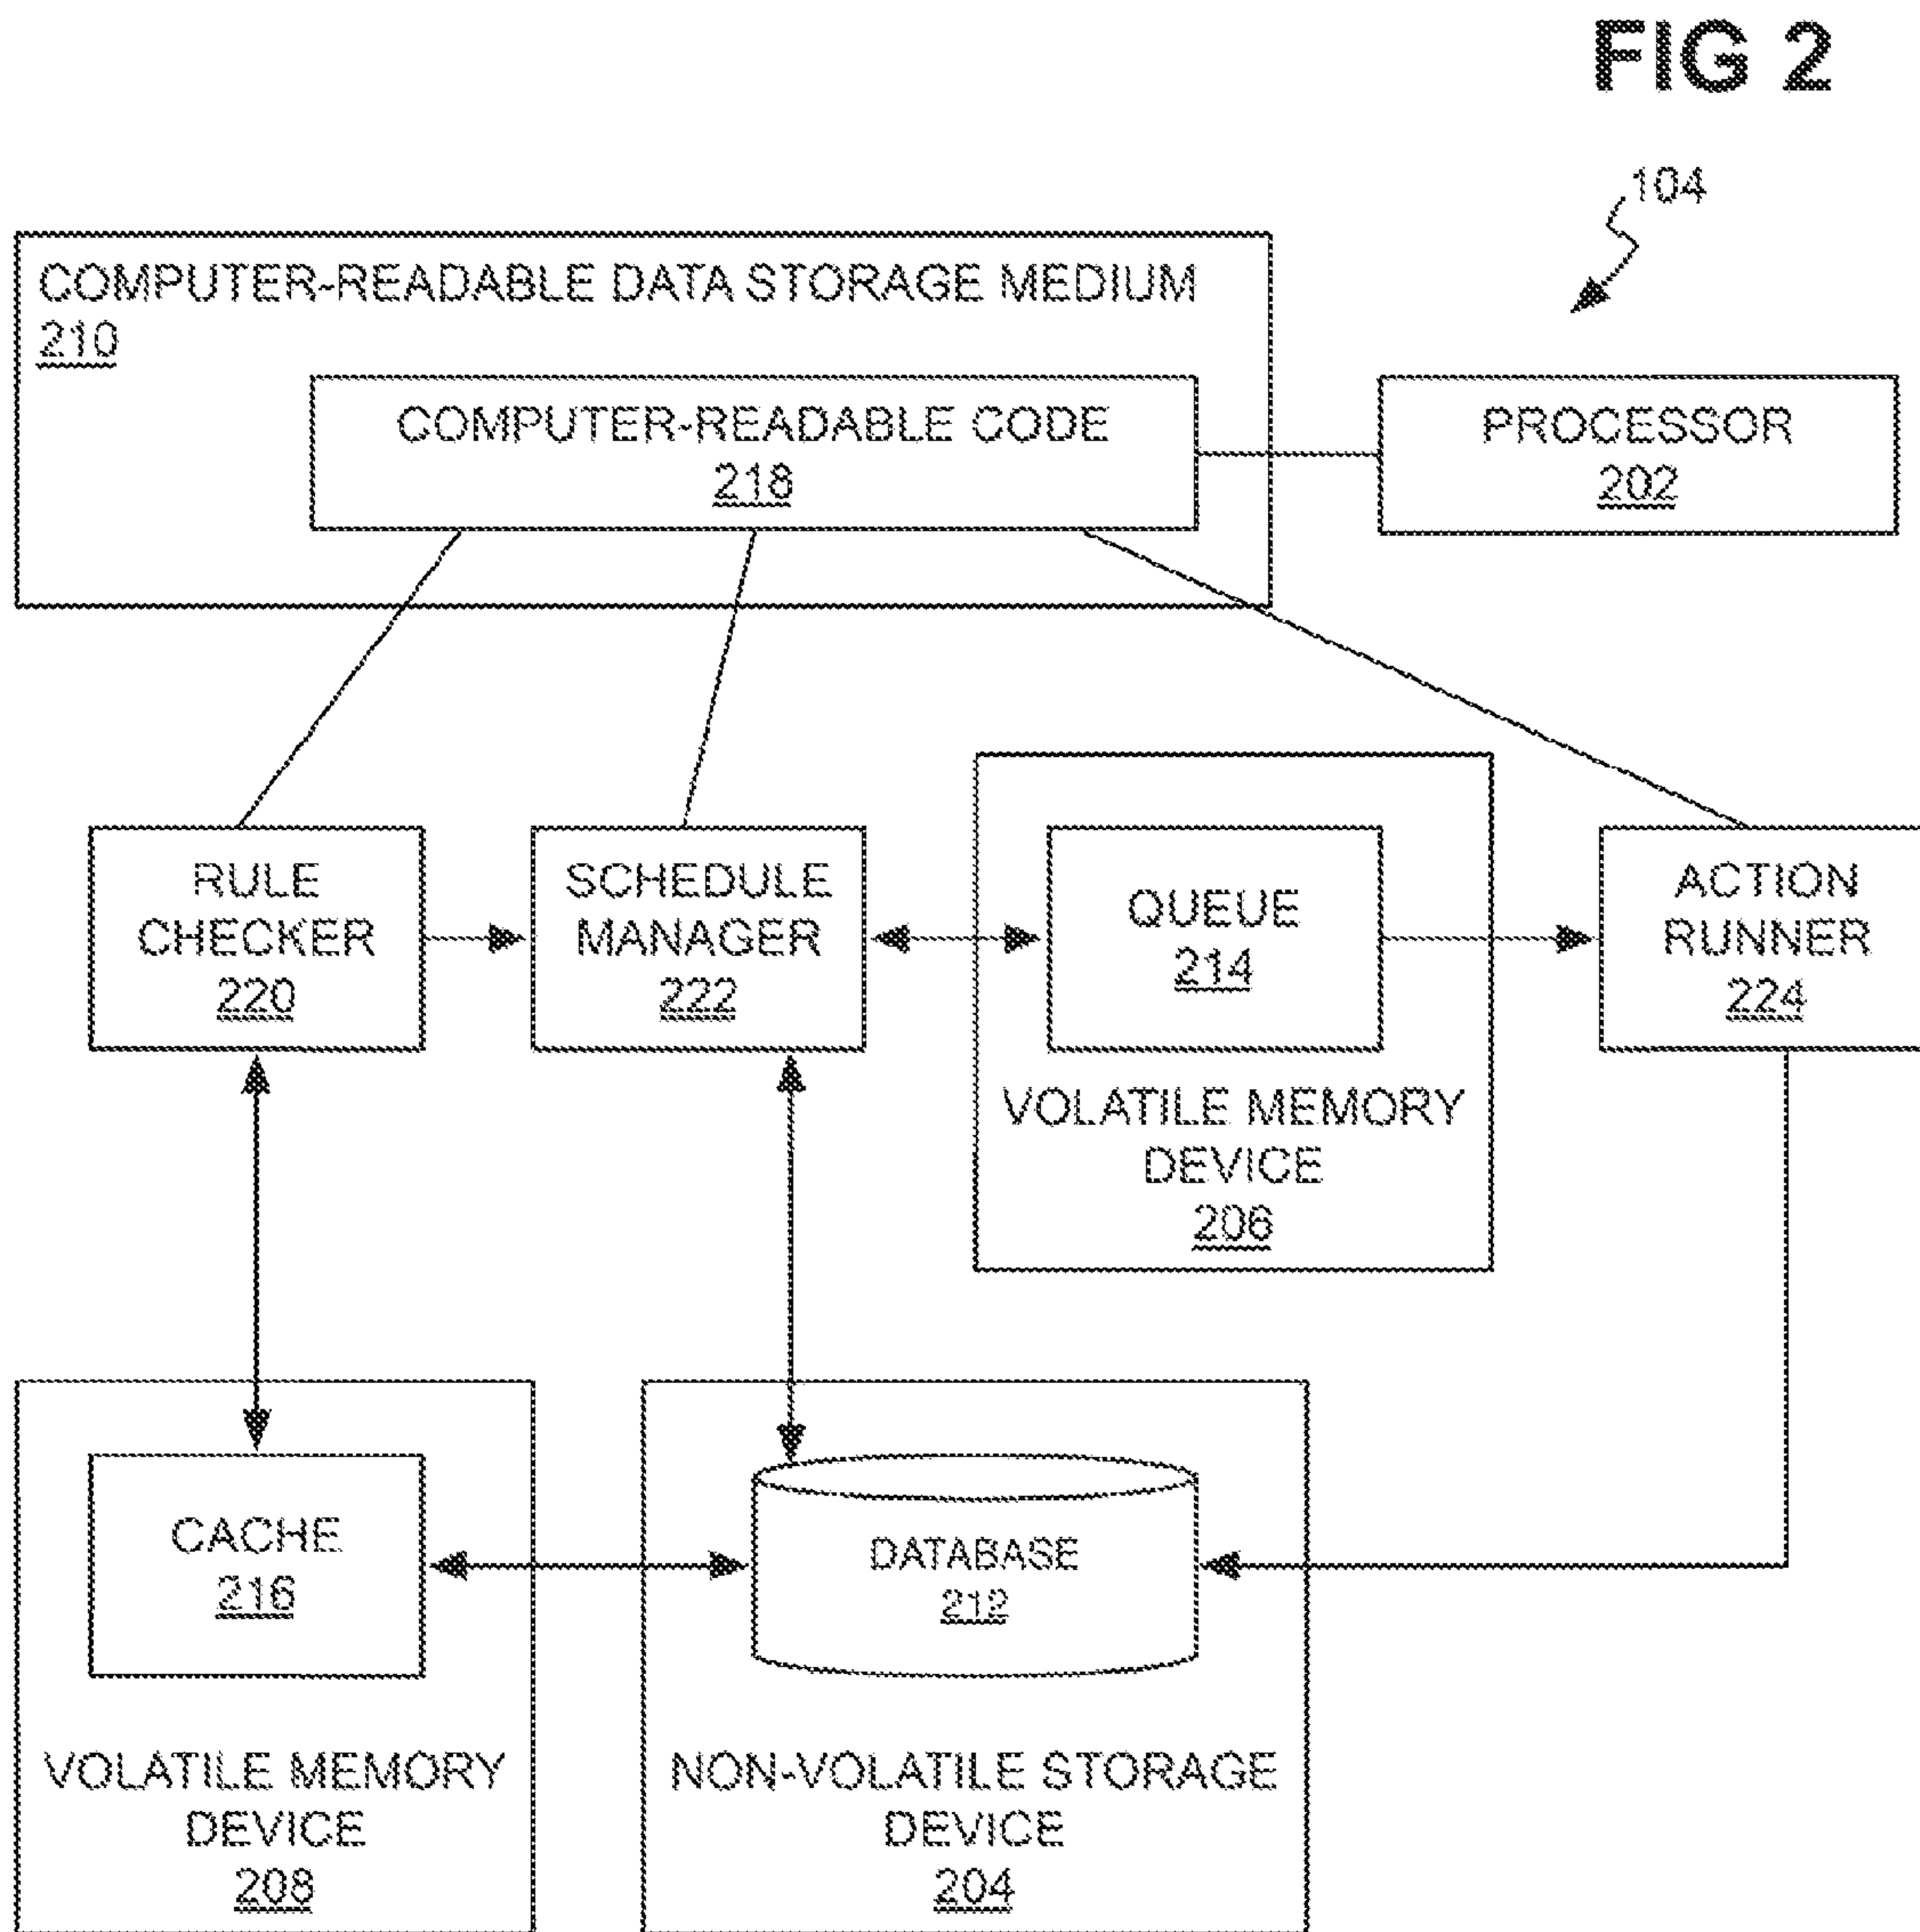 FIG 2
104
COMPUTER-READABLE DATA STORAGE MEDIUM
210
COMPUTER-READABLE CODE
218
PROCESSOR
202
RULE
CHECKER
220
SCHEDULE
MANAGER
222
QUEUE
214
VOLATILE MEMORY
DEVICE
206
ACTION
RUNNER
224
CACHE
216
VOLATILE MEMORY
DEVICE
208
DATABASE
212
NON-VOLATILE STORAGE
DEVICE
204